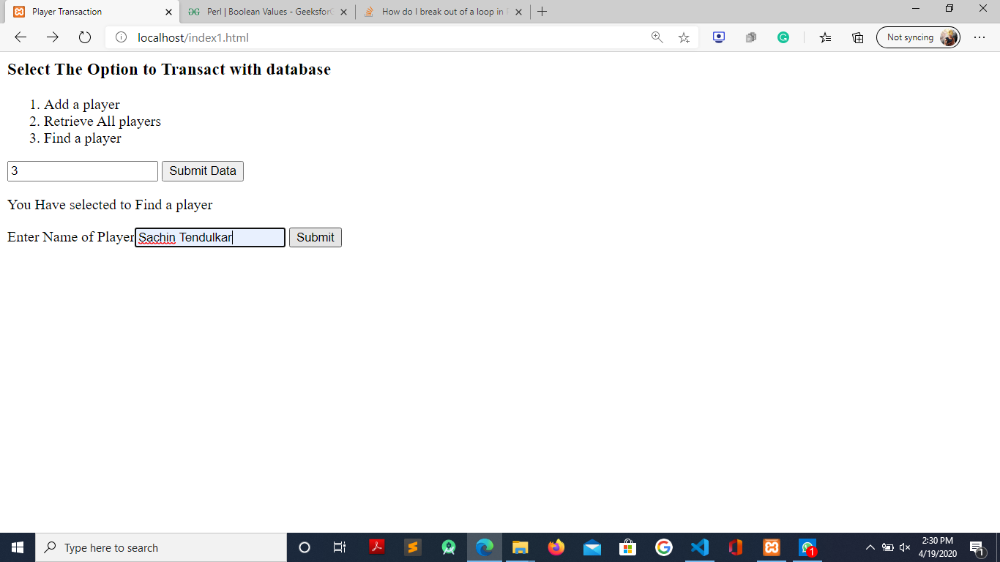 Player Transaction
Perl | Boolean Values - Geeksfor
How do I break out of a loop in
localhost/index1.html
Not syncing
Select The Option to Transact with database
1. Add a player
2. Retrieve All players
3. Find a player
3 Submit Data
You Have selected to Find a player
Enter Name of Player Sachin Tendulkar Submit
Type here to search
1
2:30 PM
4/19/2020
1